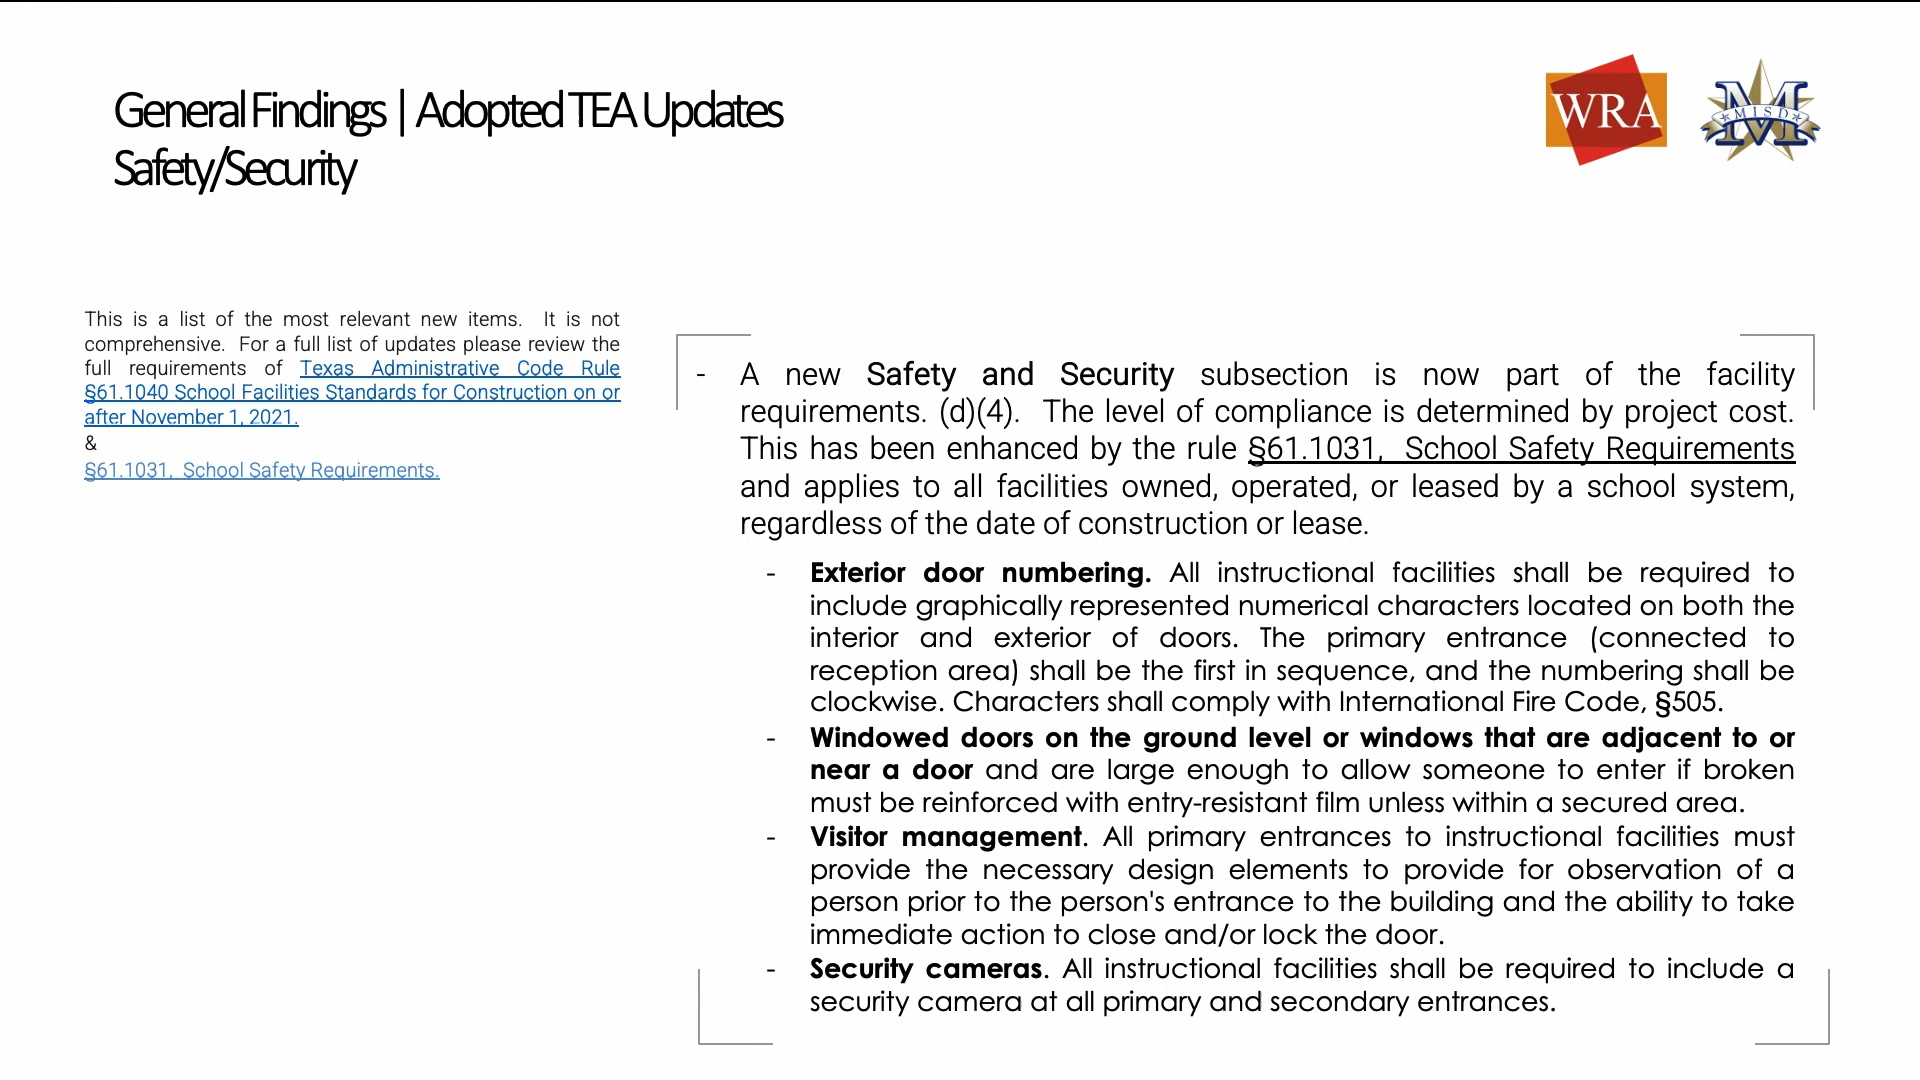 General Findings | Adopted TEA Updates
Safety/Security
WRA
M
MISD
This is a list of the most relevant new items. It is not
comprehensive. For a full list of updates please review the
full requirements of Texas Administrative Code Rule
§61.1040 School Facilities Standards for Construction on or
after November 1, 2021.
&
§61.1031, School Safety Requirements.
- A new Safety and Security subsection is now part of the facility
requirements. (d)(4). The level of compliance is determined by project cost.
This has been enhanced by the rule §61.1031, School Safety Requirements
and applies to all facilities owned, operated, or leased by a school system,
regardless of the date of construction or lease.
- Exterior door numbering. All instructional facilities shall be required to
include graphically represented numerical characters located on both the
interior and exterior of doors. The primary entrance (connected to
reception area) shall be the first in sequence, and the numbering shall be
clockwise. Characters shall comply with International Fire Code, §505.
- Windowed doors on the ground level or windows that are adjacent to or
near a door and are large enough to allow someone to enter if broken
must be reinforced with entry-resistant film unless within a secured area.
- Visitor management. All primary entrances to instructional facilities must
provide the necessary design elements to provide for observation of a
person prior to the person's entrance to the building and the ability to take
immediate action to close and/or lock the door.
- Security cameras. All instructional facilities shall be required to include a
security camera at all primary and secondary entrances.